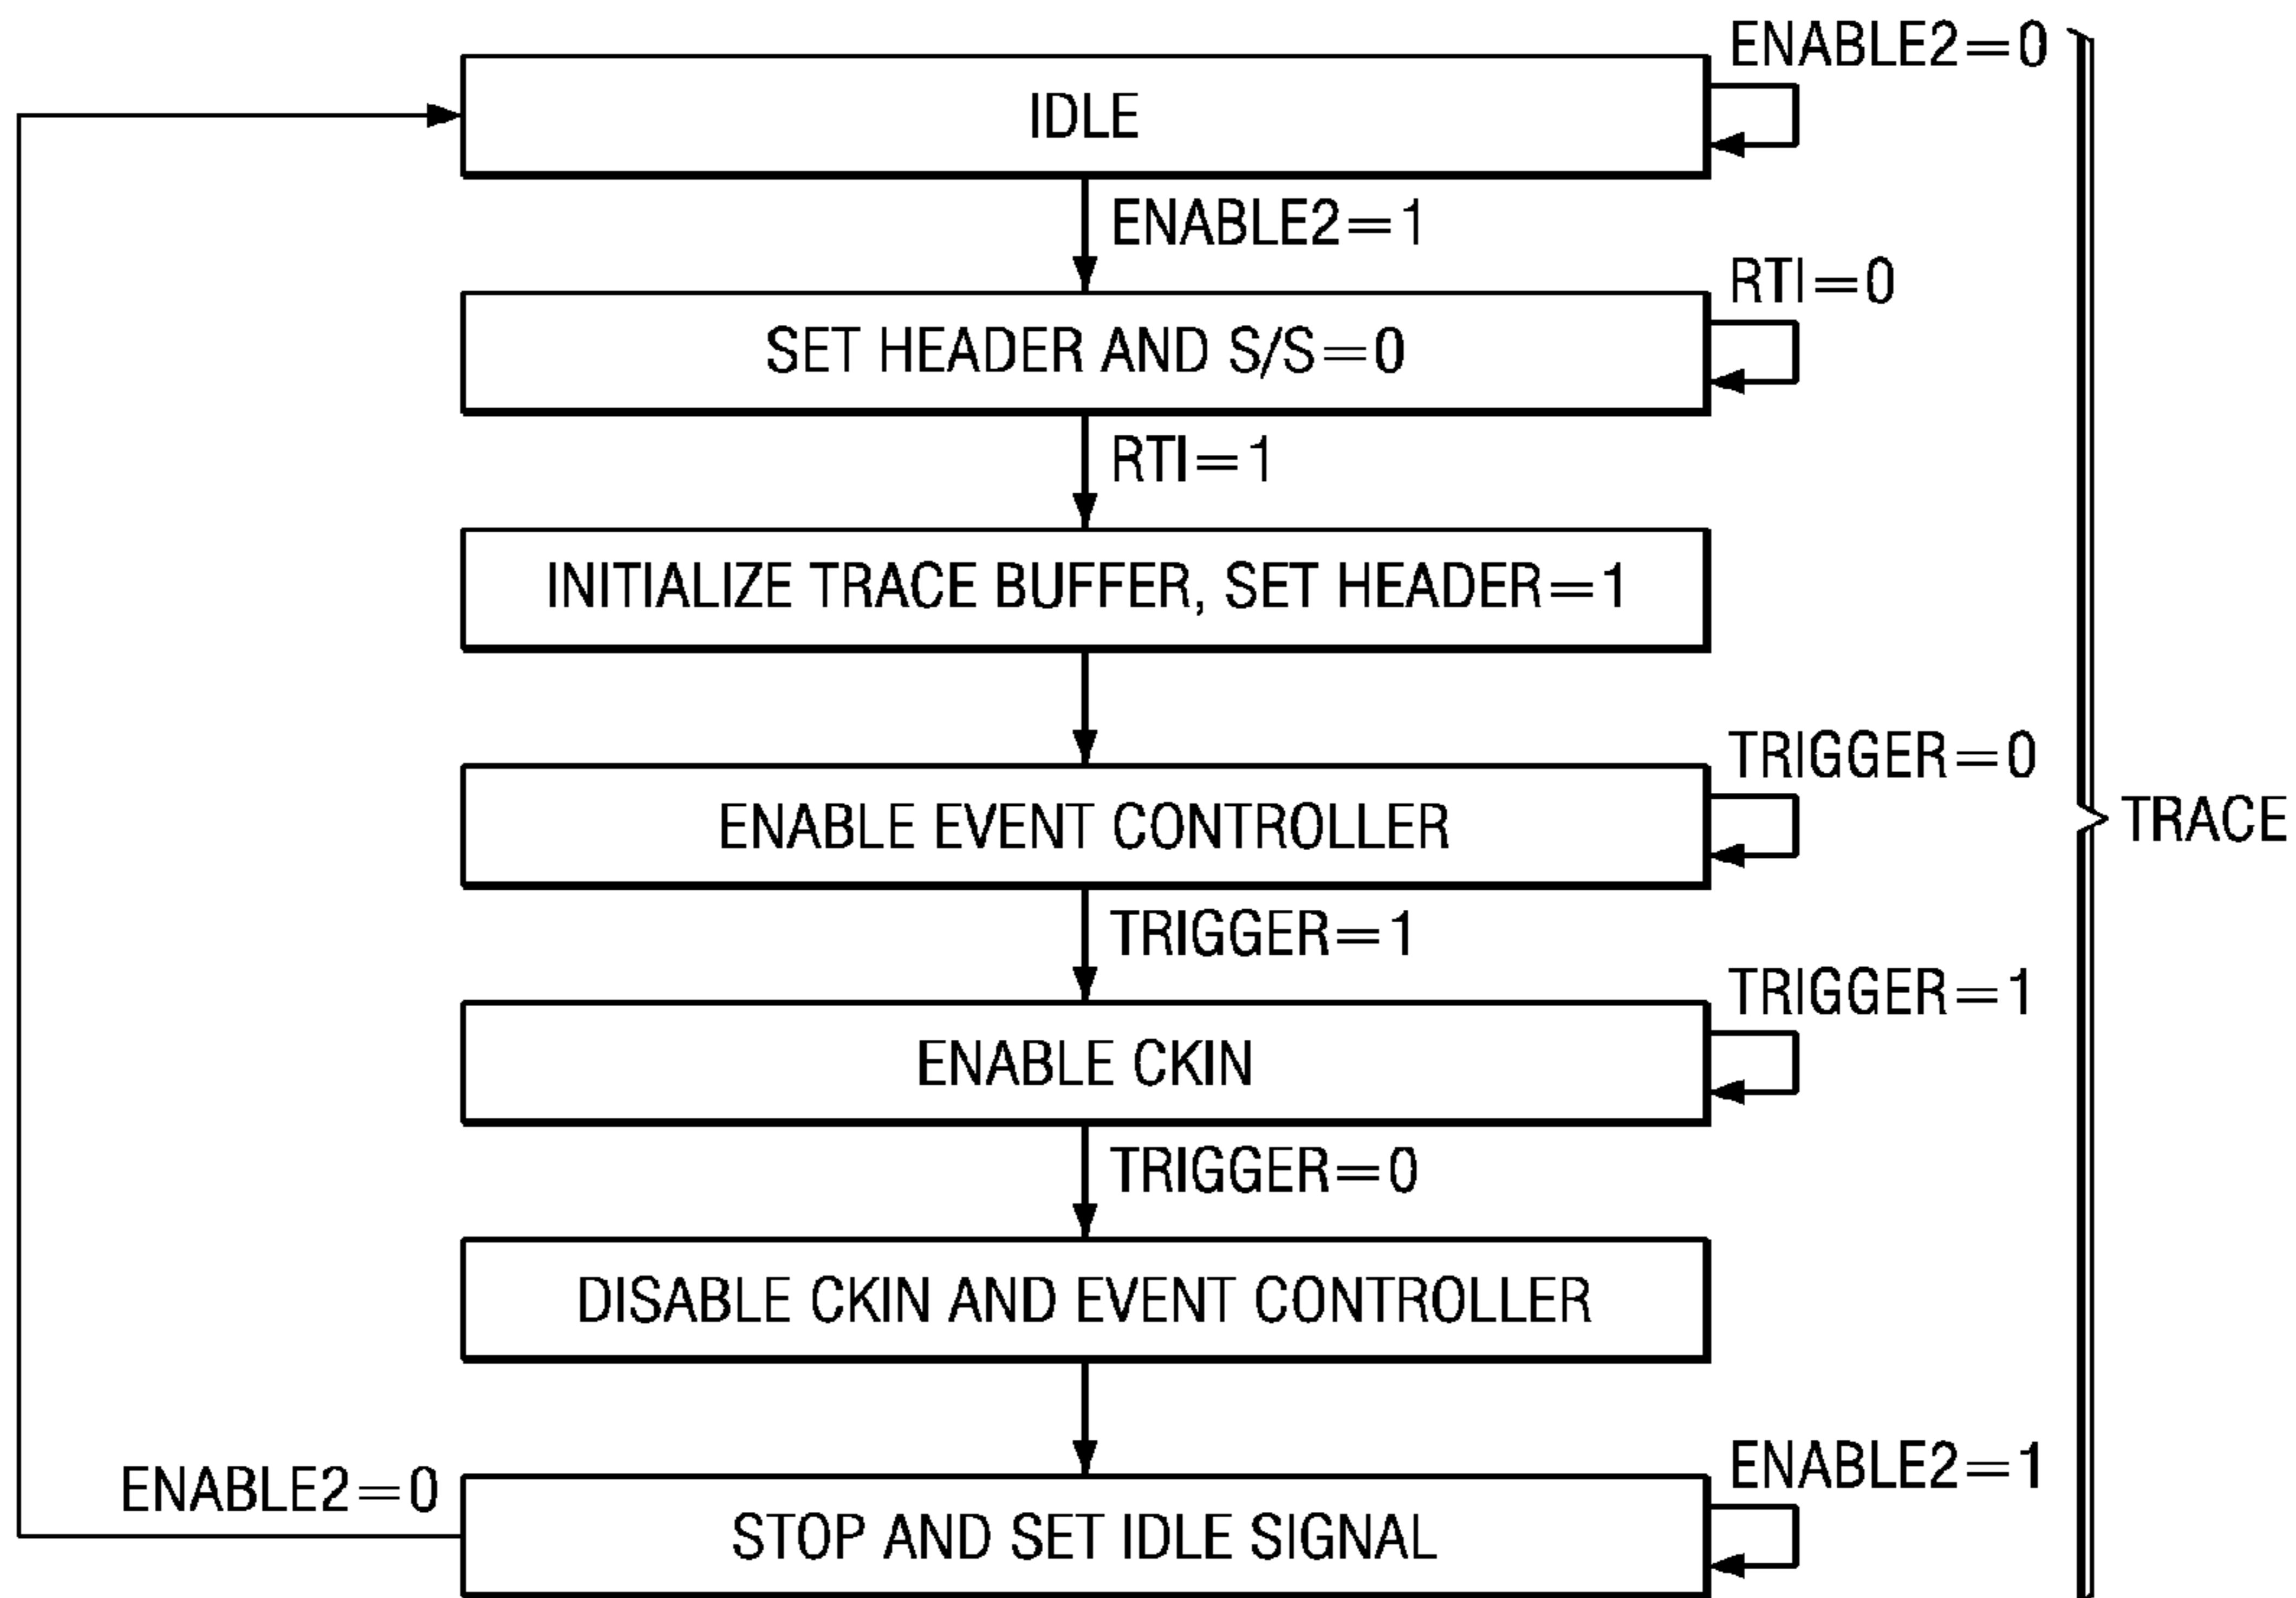 ENABLE2=0
IDLE
ENABLE2=1
RTI=0
SET HEADER AND S/S=0
RTI=1
INITIALIZE TRACE BUFFER, SET HEADER=1
TRIGGER=0
ENABLE EVENT CONTROLLER
TRACE
TRIGGER=1
TRIGGER=1
ENABLE CKIN
TRIGGER=0
DISABLE CKIN AND EVENT CONTROLLER
ENABLE2=1
ENABLE2=0
STOP AND SET IDLE SIGNAL